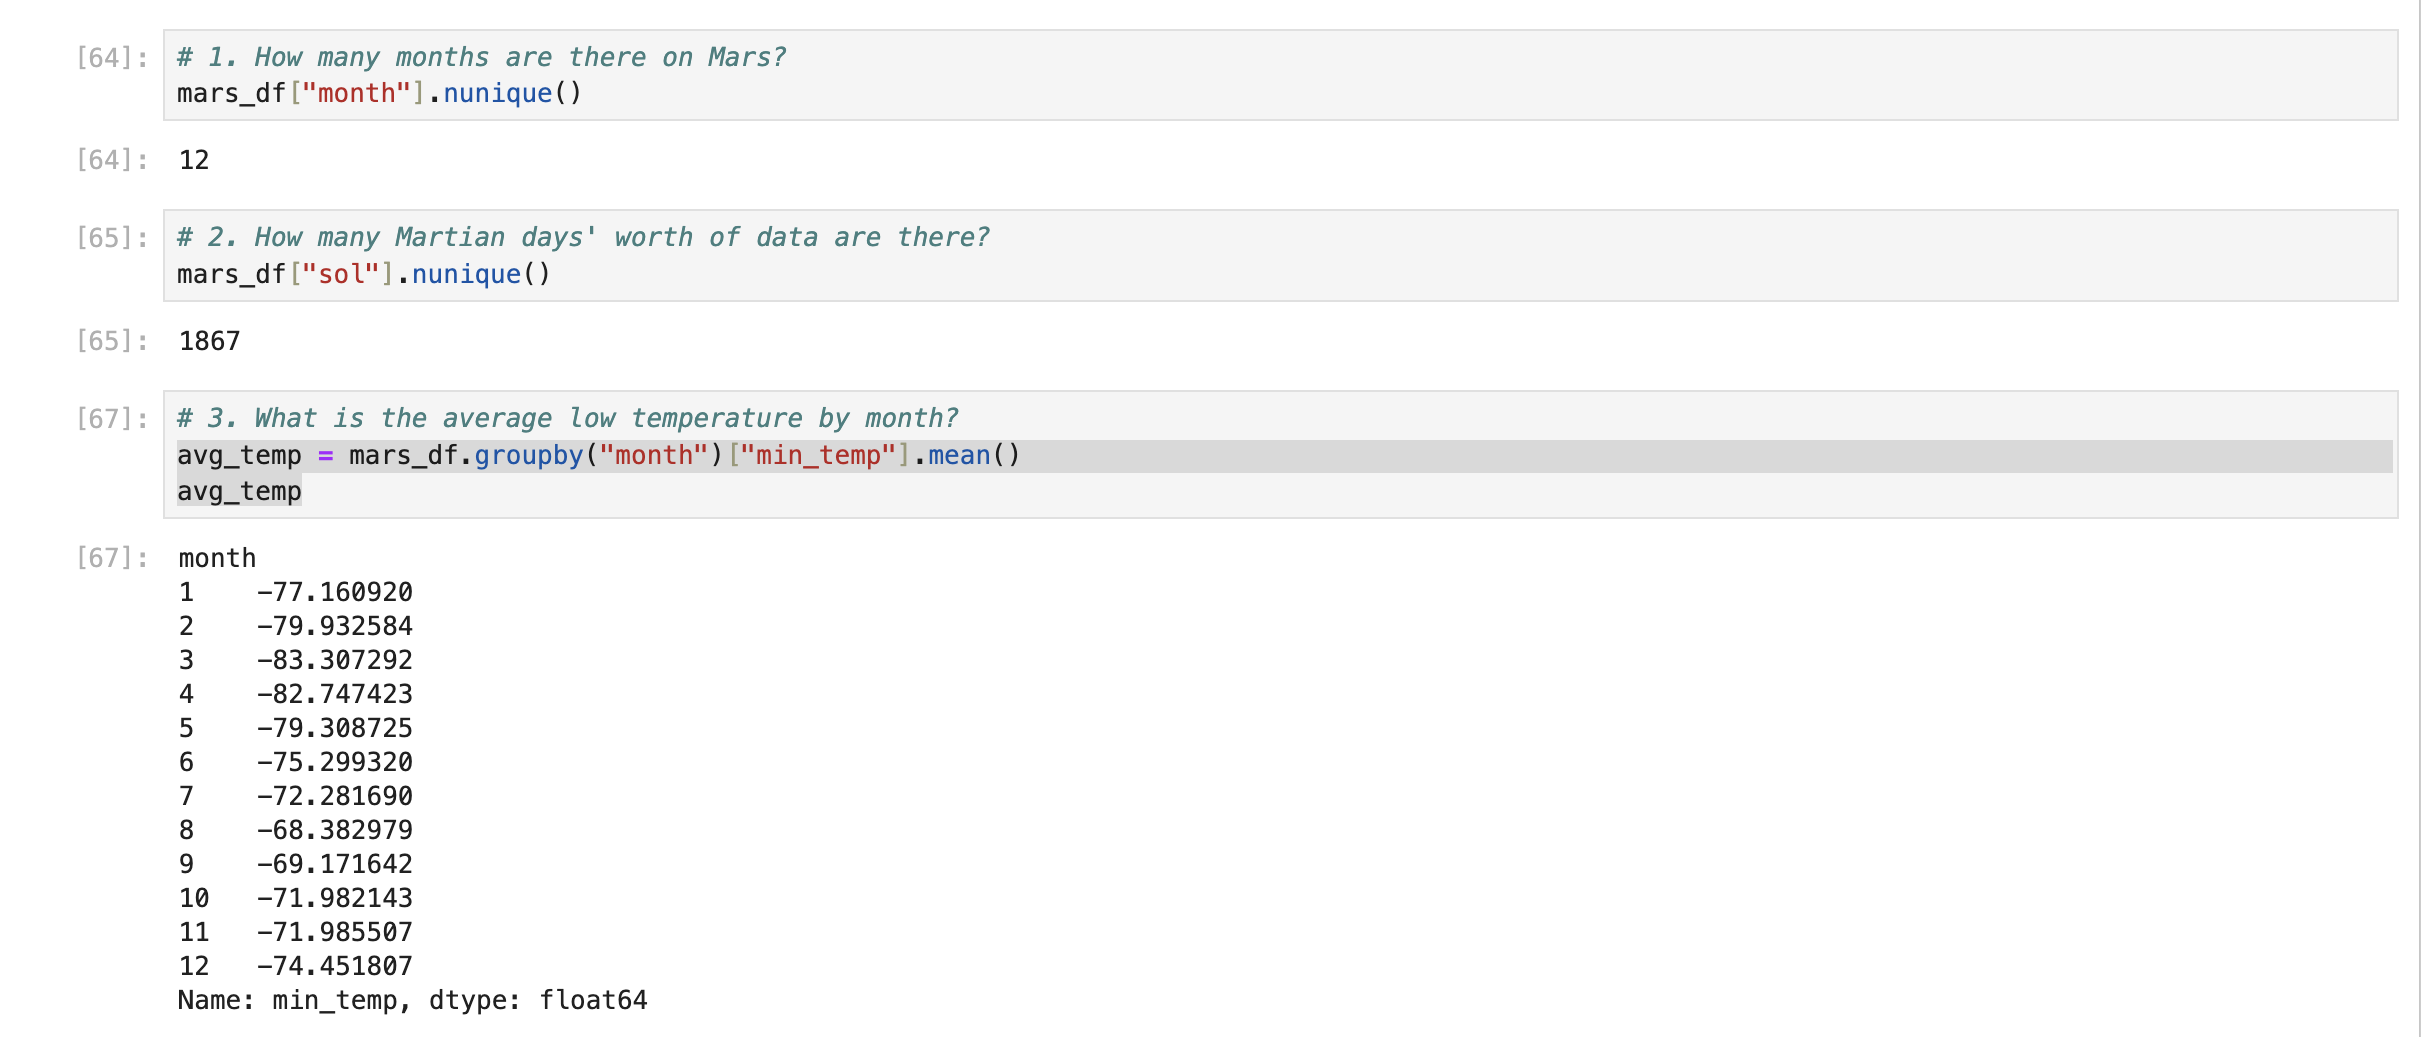 [64]: # 1. How many months are there on Mars?
mars_df["month"].nunique()
[64]: 12
[65]: # 2. How many Martian days' worth of data are there?
mars_df["sol"].nunique()
[65]: 1867
[67]: # 3. What is the average low temperature by month?
avg_temp = mars_df.groupby("month")["min_temp"].mean()
avg_temp
[67]: month
1    -77.160920
2    -79.932584
3    -83.307292
4    -82.747423
5    -79.308725
6    -75.299320
7    -72.281690
8    -68.382979
9    -69.171642
10   -71.982143
11   -71.985507
12   -74.451807
Name: min_temp, dtype: float64